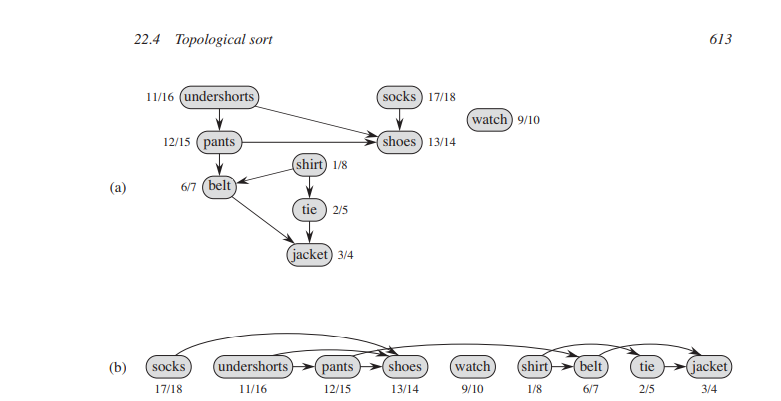 22.4 Topological sort 613
11/16 undershorts socks 17/18
watch 9/10
12/15 pants shoes 13/14
shirt 1/8
(a) 6/7 belt
tie 2/5
jacket 3/4
(b) socks undershorts pants shoes watch shirt belt tie jacket
17/18 11/16 12/15 13/14 9/10 1/8 6/7 2/5 3/4